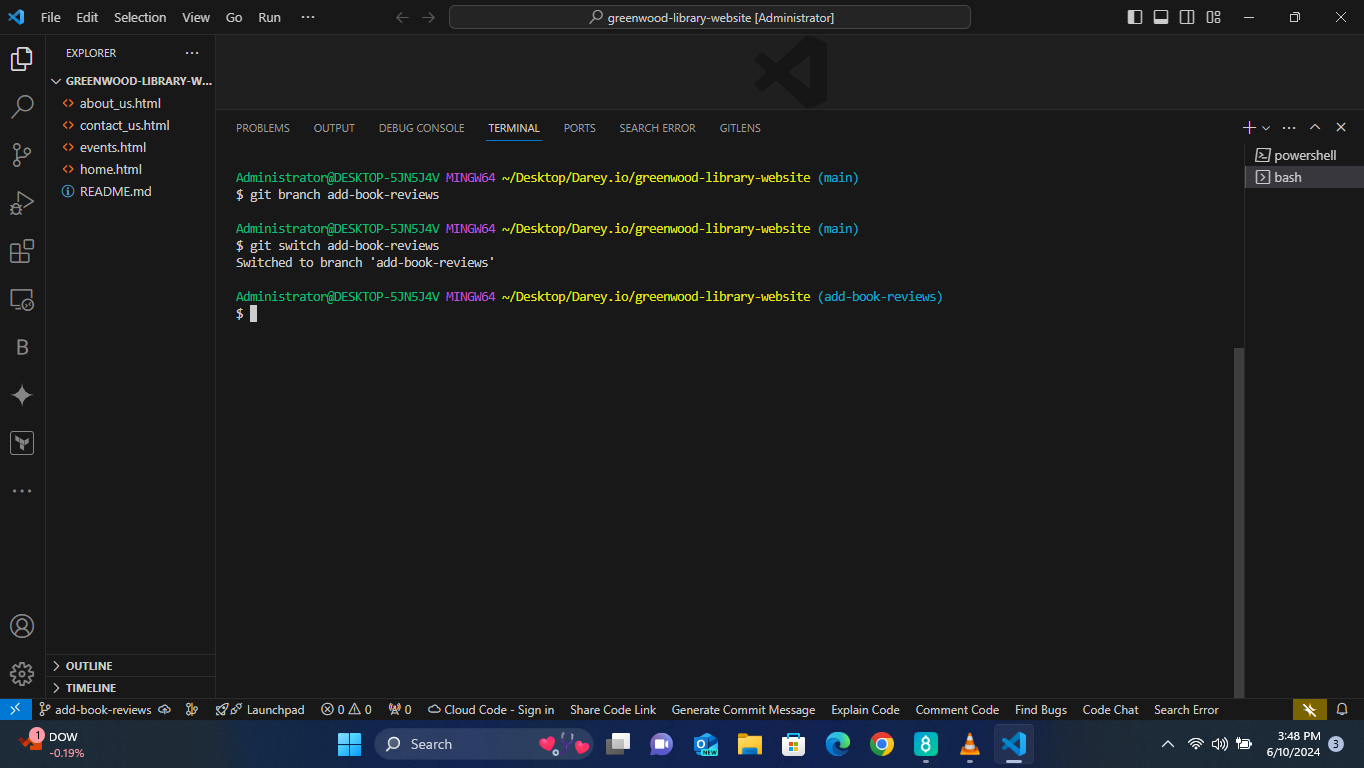 File Edit Selection View Go Run ···
greenwood-library-website [Administrator]
EXPLORER
GREENWOOD-LIBRARY-W...
about_us.html
contact_us.html
events.html
home.html
README.md
OUTLINE
TIMELINE
PROBLEMS OUTPUT DEBUG CONSOLE TERMINAL PORTS SEARCH ERROR GITLENS
Administrator@DESKTOP-5JN5J4V MINGW64 ~/Desktop/Darey.io/greenwood-library-website (main)
$ git branch add-book-reviews
Administrator@DESKTOP-5JN5J4V MINGW64 ~/Desktop/Darey.io/greenwood-library-website (main)
$ git switch add-book-reviews
Switched to branch 'add-book-reviews'
Administrator@DESKTOP-5JN5J4V MINGW64 ~/Desktop/Darey.io/greenwood-library-website (add-book-reviews)
$
powershell
bash
B
add-book-reviews Launchpad 0 0 0 Cloud Code - Sign in Share Code Link Generate Commit Message Explain Code Comment Code Find Bugs Code Chat Search Error
1
DOW
-0.19%
Search
NEW
8
3:48 PM
6/10/2024
3